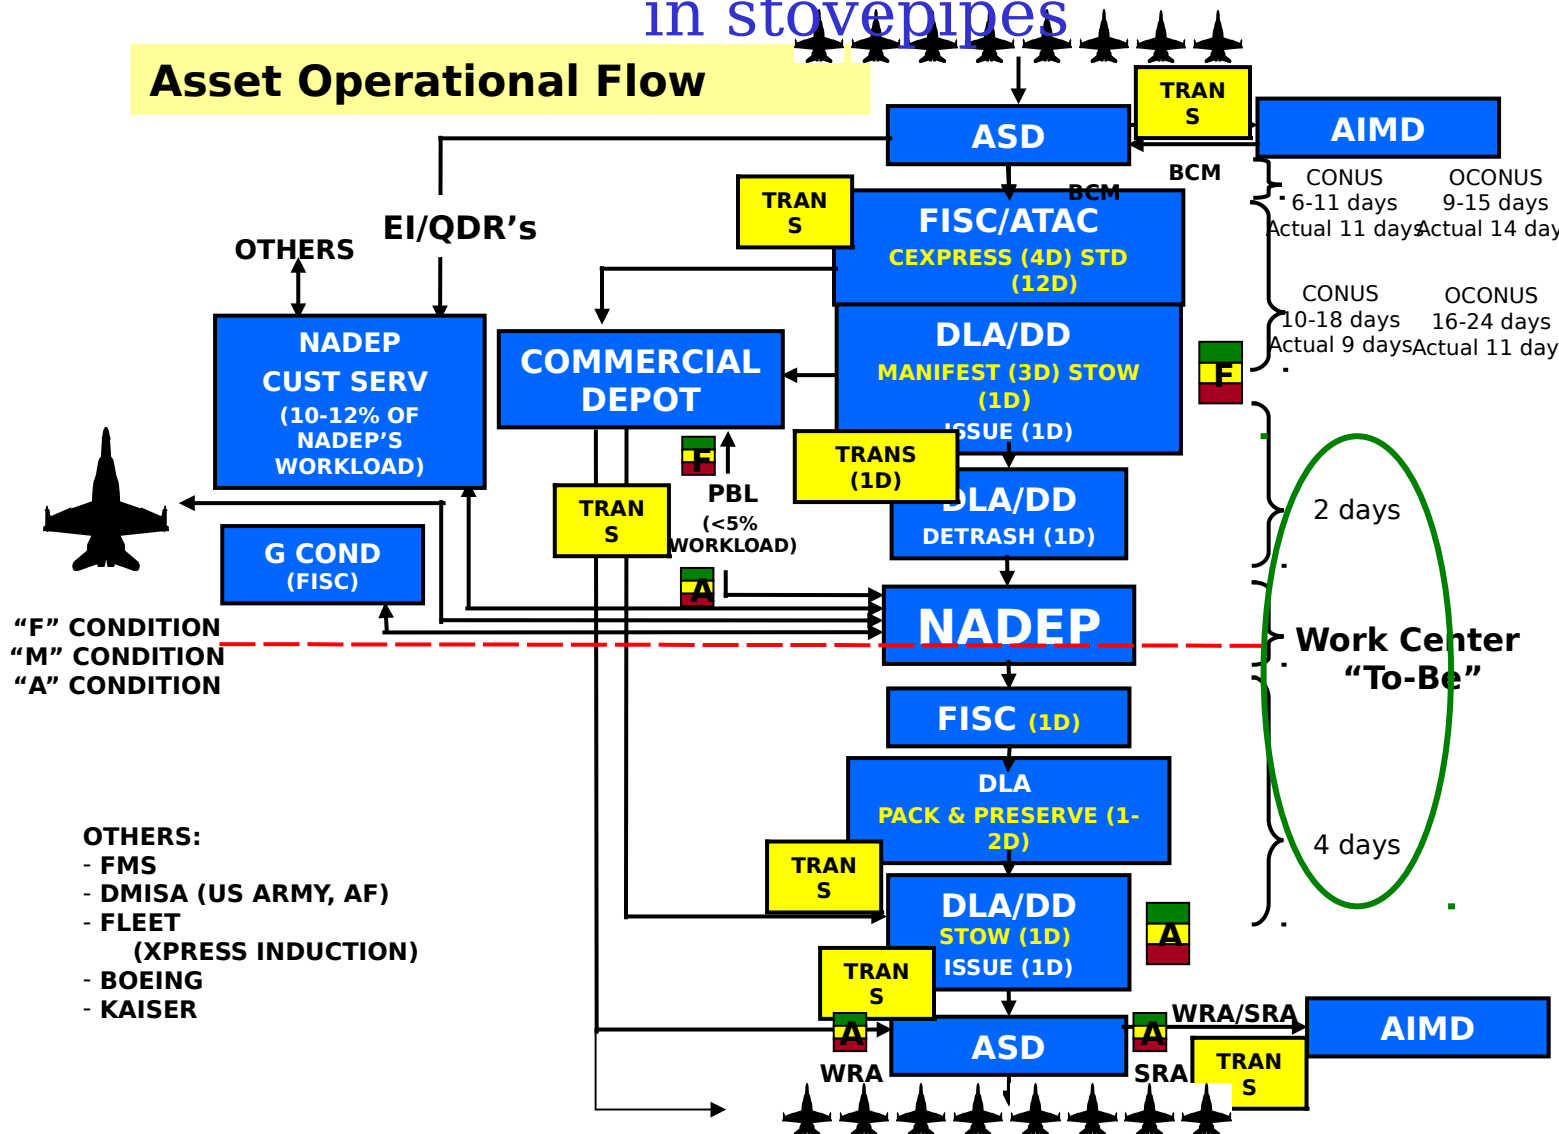 in stovepipes
Asset Operational Flow
TRAN
S
ASD
AIMD
BCM
BCM
CONUS
6-11 days
Actual 11 days
OCONUS
9-15 days
Actual 14 day
TRAN
S
FISC/ATAC
CEXPRESS (4D) STD
(12D)
EI/QDR’s
OTHERS
CONUS
10-18 days
Actual 9 days
OCONUS
16-24 days
Actual 11 day
NADEP
CUST SERV
(10-12% OF
NADEP’S
WORKLOAD)
COMMERCIAL
DEPOT
DLA/DD
MANIFEST (3D) STOW
(1D)
ISSUE (1D)
F
F
TRANS
(1D)
PBL
(<5%
WORKLOAD)
TRAN
S
DLA/DD
DETRASH (1D)
2 days
G COND
(FISC)
A
NADEP
“F” CONDITION
“M” CONDITION
“A” CONDITION
Work Center
“To-Be”
FISC (1D)
DLA
PACK & PRESERVE (1-
2D)
4 days
OTHERS:
- FMS
- DMISA (US ARMY, AF)
- FLEET
(XPRESS INDUCTION)
- BOEING
- KAISER
TRAN
S
DLA/DD
STOW (1D)
ISSUE (1D)
A
TRAN
S
A
WRA
ASD
A
SRA
WRA/SRA
AIMD
TRAN
S